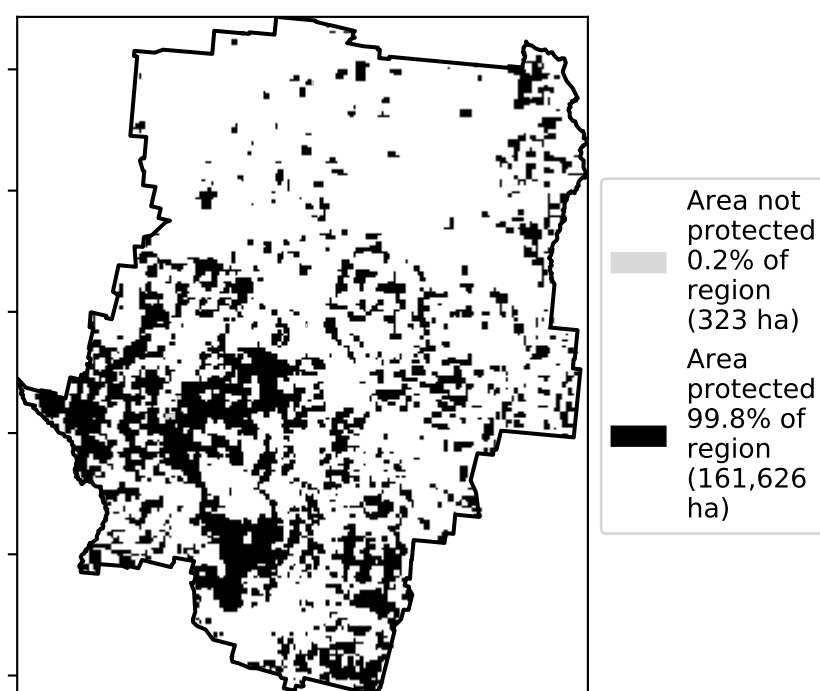 Area not
protected
0.2% of
region
(323 ha)
Area
protected
99.8% of
region
(161,626
ha)